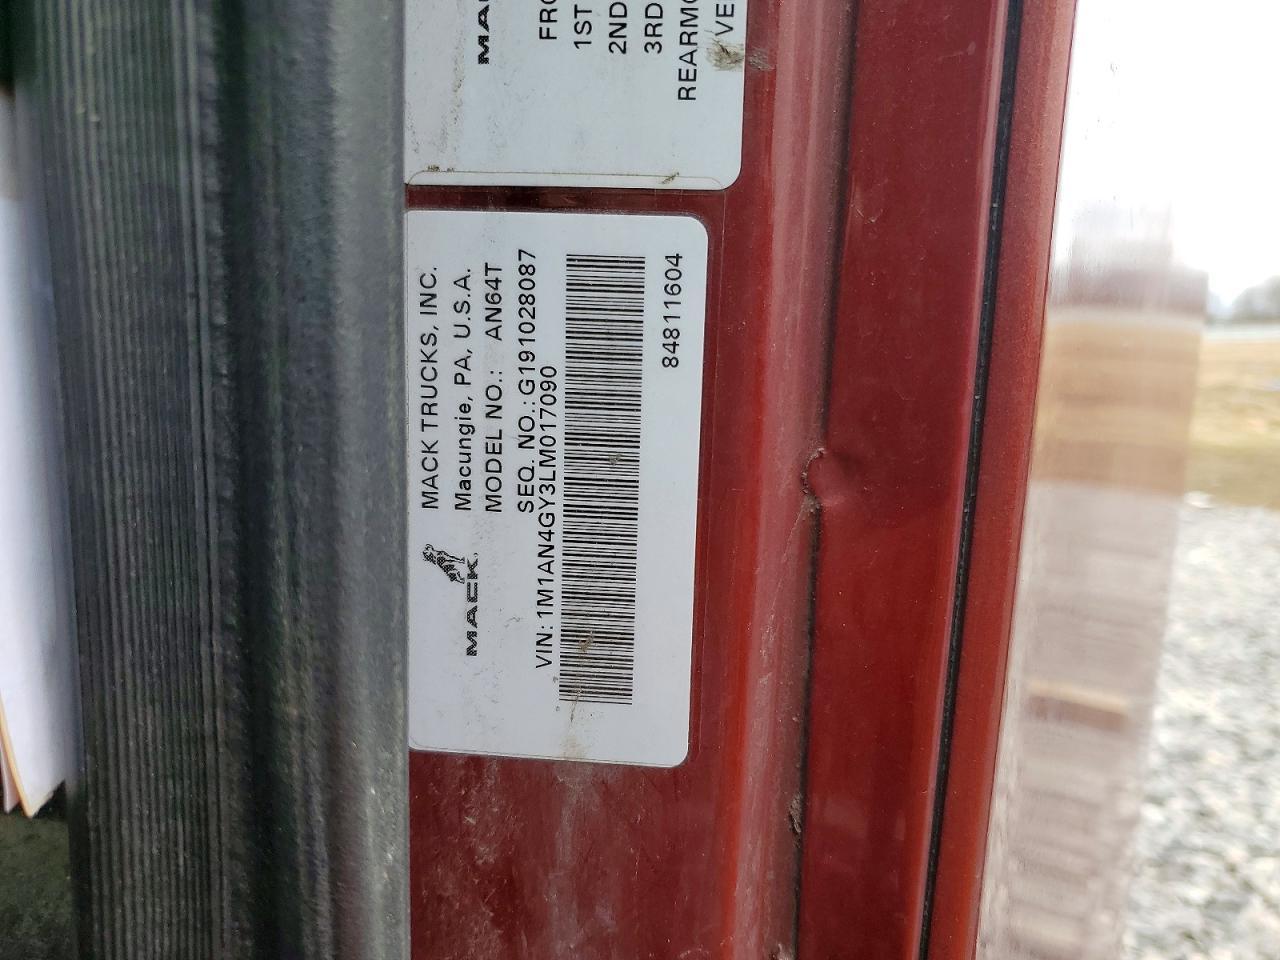 FRO
1ST
2ND
3RD
REARMO
VE
MACK TRUCKS, INC.
Macungie, PA, U.S.A.
MODEL NO.: AN64T
SEQ. NO.: G191028087
MACK
VIN: 1M1AN4GY3LM017090
84811604